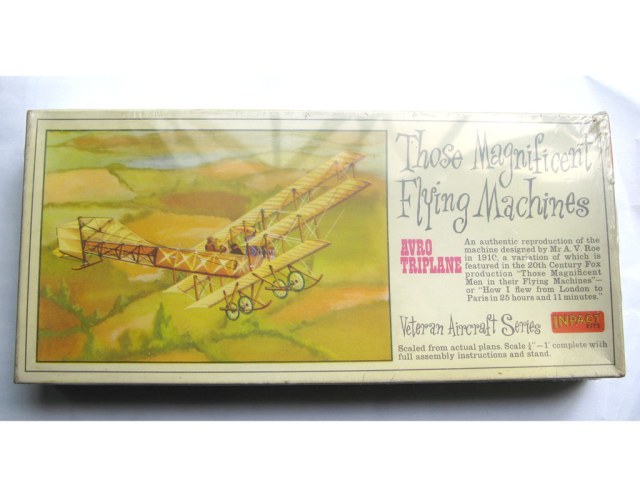 Those Magnificent
Flying Machines
AVRO
TRIPLANE
An authentic reproduction of the
machine designed by Mr A. V. Roe
in 1910, a variation of which is
featured in the 20th Century Fox
production "Those Magnificent
Men in their Flying Machines"—
or "How I flew from London to
Paris in 25 hours and 11 minutes."
Veteran Aircraft Series
INPACT
KITS
Scaled from actual plans. Scale ¼"–1' complete with
full assembly instructions and stand.